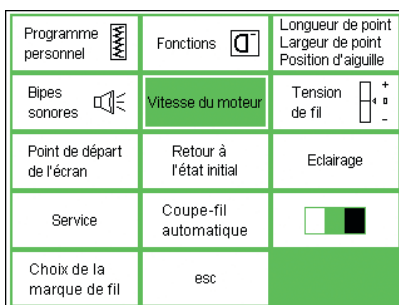 Programme
personnel
Fonctions
Longueur de point
Largeur de point
Position d'aiguille
Bipes
sonores
Vitesse du moteur
Tension
de fil
+
-
Point de départ
de l'écran
Retour à
l'état initial
Eclairage
Service
Coupe-fil
automatique
Choix de la
marque de fil
esc